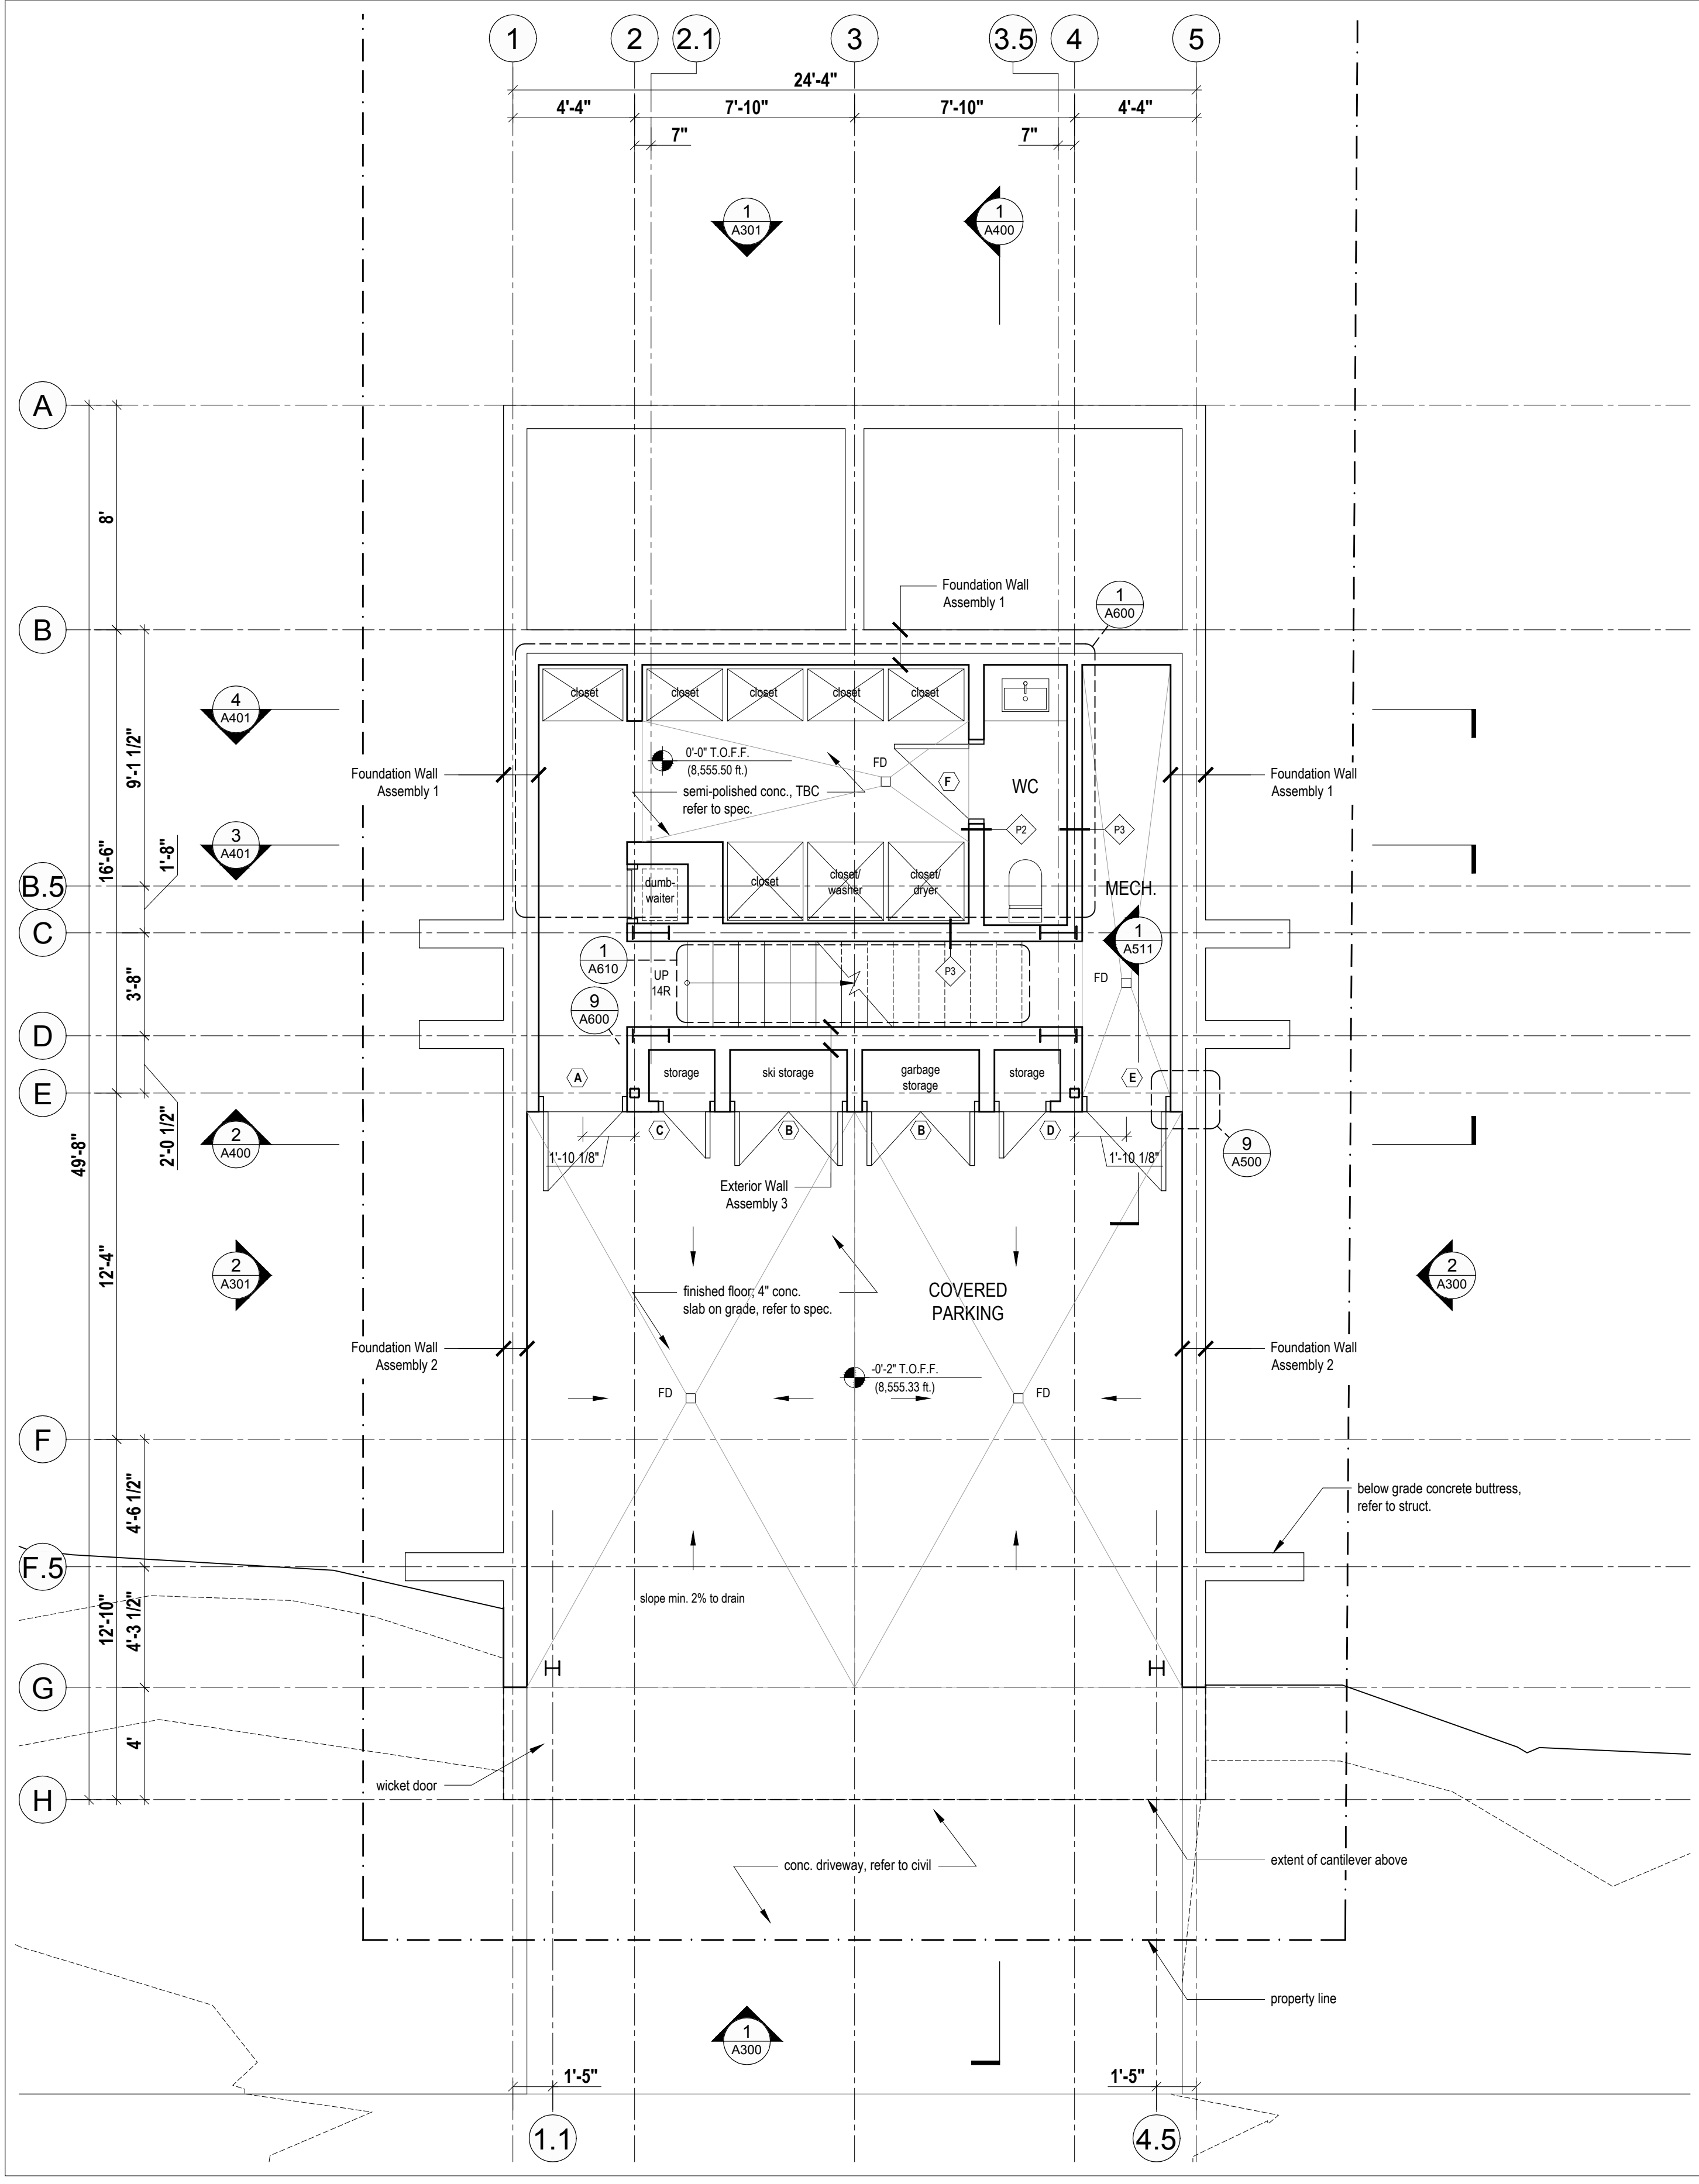 1
2
2.1
3
3.5
4
5
24'-4"
4'-4"
7'-10"
7'-10"
4'-4"
7"
7"
1
A301
1
A400
A
8'
Foundation Wall
Assembly 1
1
A600
B
closet
closet
closet
closet
closet
4
A401
9'-1 1/2"
0'-0" T.O.F.F.
(8,555.50 ft.)
FD
F
WC
Foundation Wall
Assembly 1
semi-polished conc., TBC
refer to spec.
Foundation Wall
Assembly 1
3
A401
16'-6"
1'-8"
P2
P3
B.5
dumb-
waiter
closet
closet/
washer
closet/
dryer
MECH.
C
1
A511
1
A610
UP
14R
P3
FD
3'-8"
9
A600
D
storage
ski storage
garbage
storage
storage
A
E
E
2
A400
2'-0 1/2"
49'-8"
C
B
B
D
1'-10 1/8"
1'-10 1/8"
9
A500
Exterior Wall
Assembly 3
12'-4"
2
A301
2
A300
finished floor; 4" conc.
slab on grade, refer to spec.
COVERED
PARKING
Foundation Wall
Assembly 2
Foundation Wall
Assembly 2
-0'-2" T.O.F.F.
(8,555.33 ft.)
FD
FD
F
4'-6 1/2"
below grade concrete buttress,
refer to struct.
F.5
12'-10"
4'-3 1/2"
slope min. 2% to drain
G
4'
wicket door
H
conc. driveway, refer to civil
extent of cantilever above
property line
1
A300
1'-5"
1'-5"
1.1
4.5